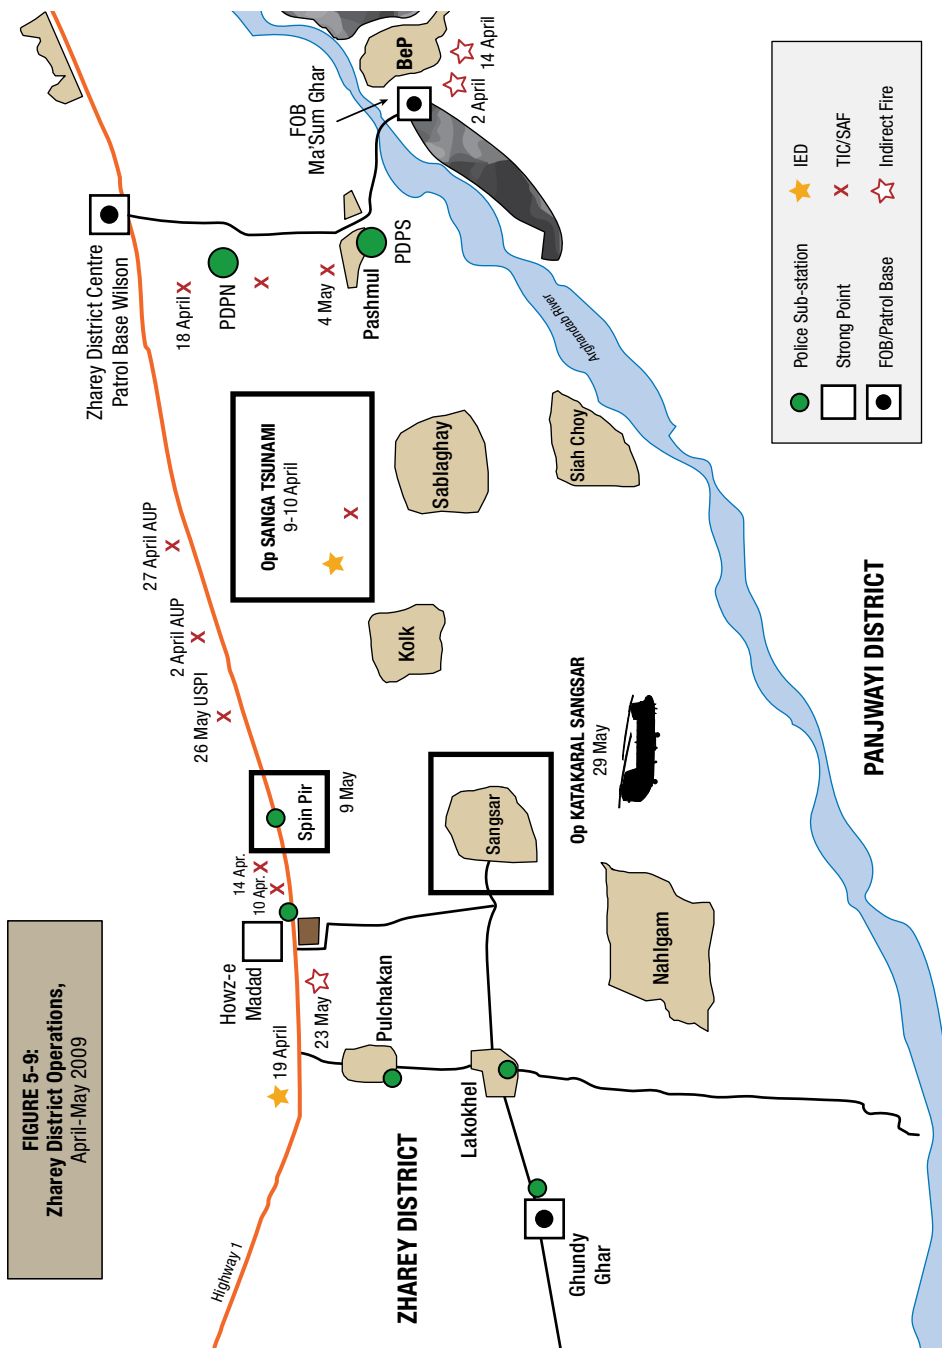 FIGURE 5-9:
Zharey District Operations,
April-May 2009
Highway 1
19 April
Howz-e
Madad
23 May
10 Apr.
14 Apr.
Spin Pir
9 May
26 May USPI
2 April AUP
27 April AUP
Zharey District Centre
Patrol Base Wilson
18 April
PDPN
4 May
Pashmul
PDPS
FOB
Ma'Sum Ghar
BeP
2 April
14 April
Op SANGA TSUNAMI
9-10 April
Sablaghay
Siah Choy
Arghandab River
Kolk
Sangsar
Op KATAKARAL SANGSAR
29 May
Pulchakan
Lakokhel
Nahlgam
ZHAREY DISTRICT
Ghundy
Ghar
PANJWAYI DISTRICT
Police Sub-station
Strong Point
FOB/Patrol Base
IED
TIC/SAF
Indirect Fire
X
X
X
X
X
X
X
X
X
X